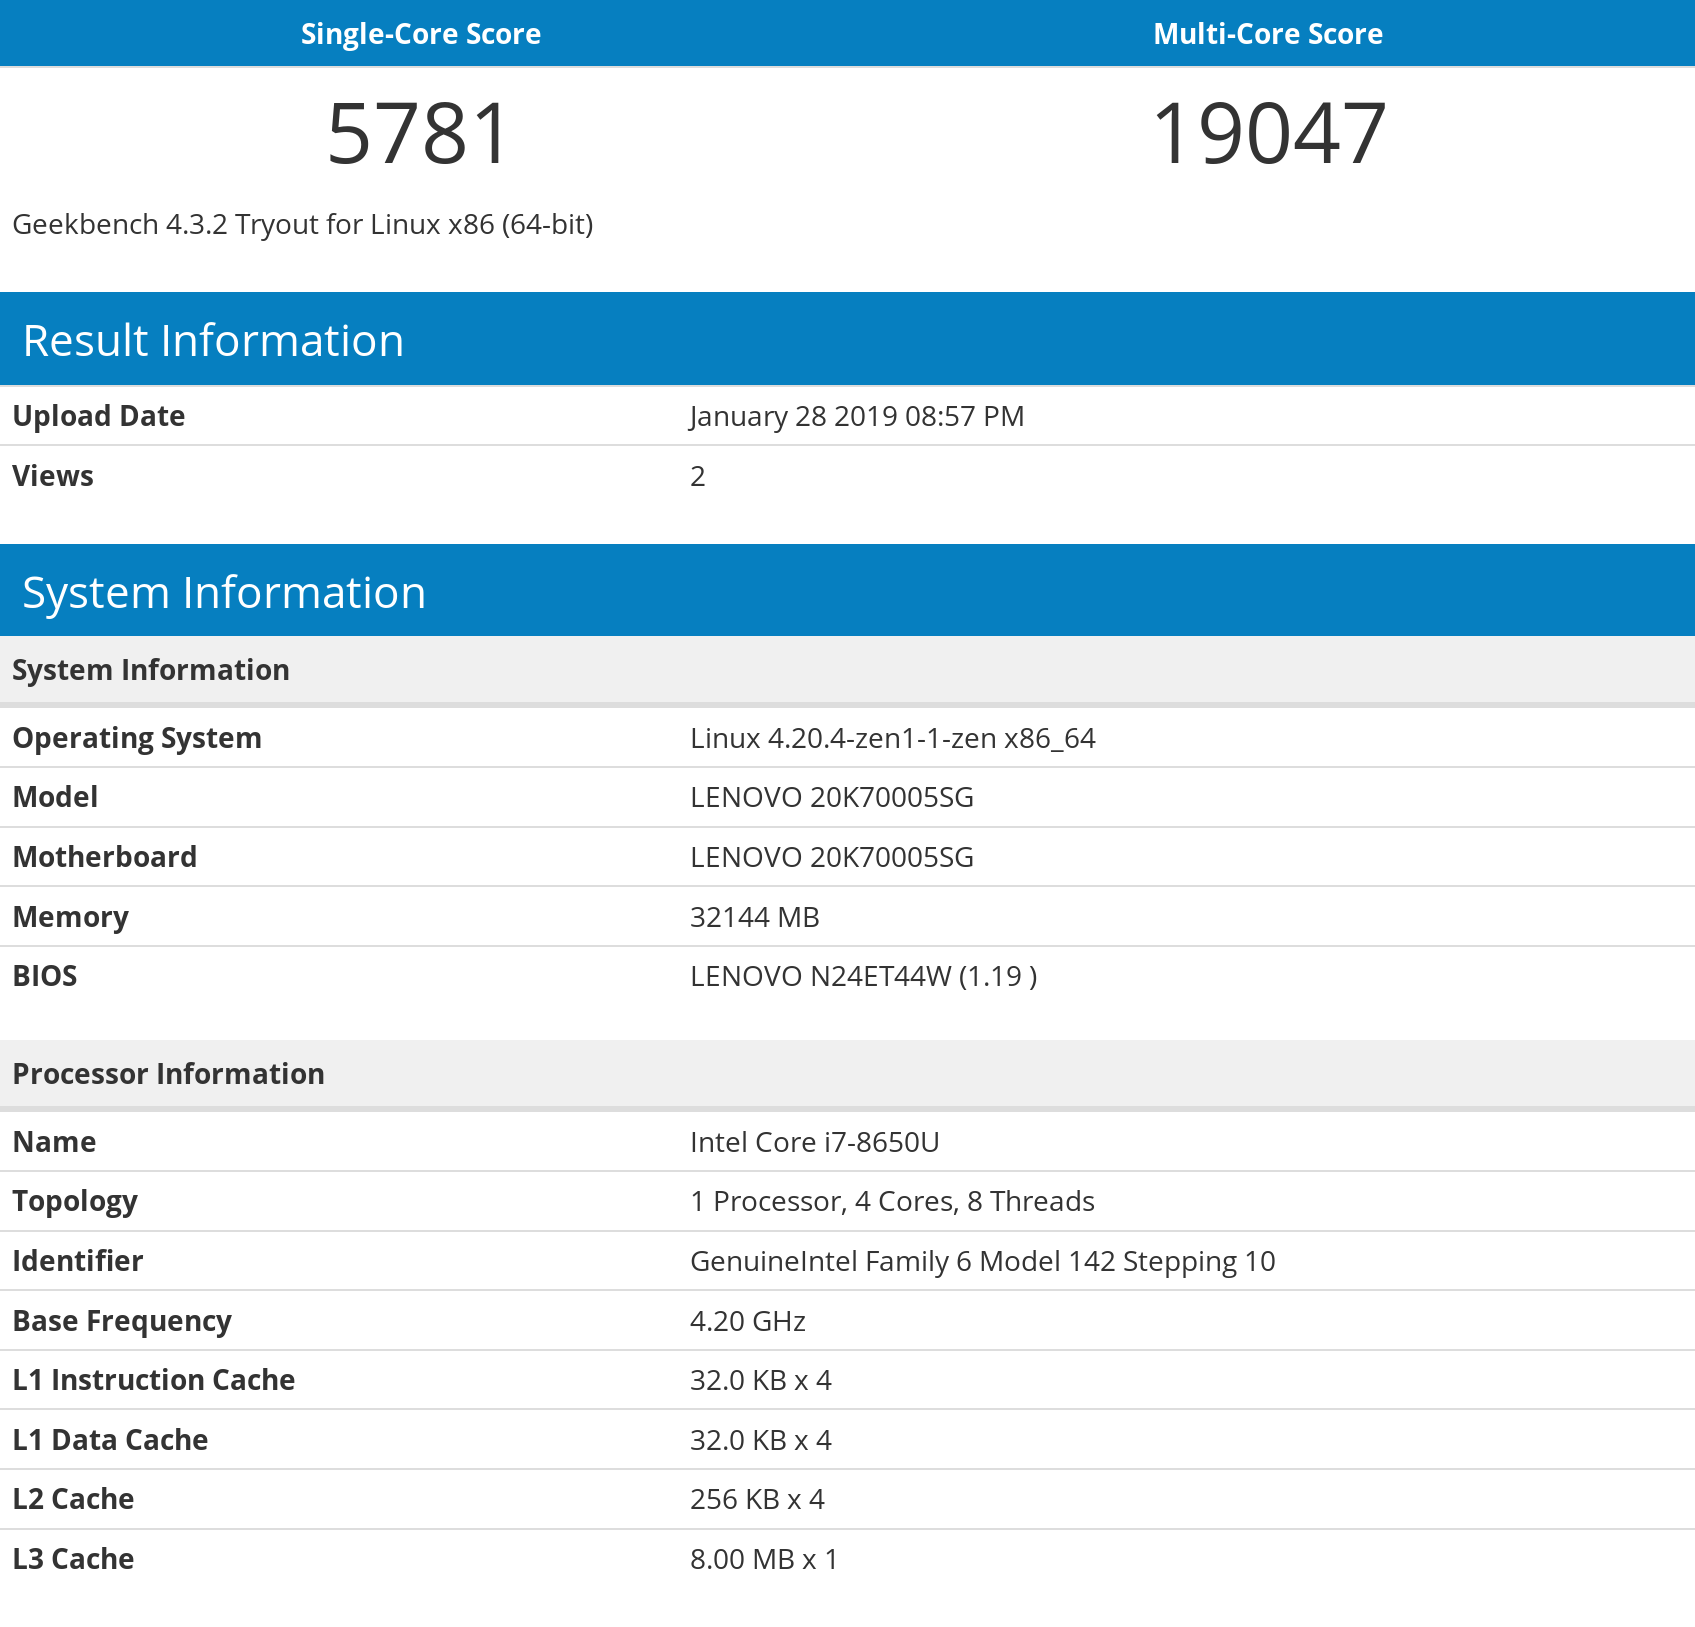 Single-Core Score Multi-Core Score
5781 19047
Geekbench 4.3.2 Tryout for Linux x86 (64-bit)
Result Information
Upload Date January 28 2019 08:57 PM
Views 2
System Information
System Information
Operating System Linux 4.20.4-zen1-1-zen x86_64
Model LENOVO 20K70005SG
Motherboard LENOVO 20K70005SG
Memory 32144 MB
BIOS LENOVO N24ET44W (1.19 )
Processor Information
Name Intel Core i7-8650U
Topology 1 Processor, 4 Cores, 8 Threads
Identifier GenuineIntel Family 6 Model 142 Stepping 10
Base Frequency 4.20 GHz
L1 Instruction Cache 32.0 KB x 4
L1 Data Cache 32.0 KB x 4
L2 Cache 256 KB x 4
L3 Cache 8.00 MB x 1